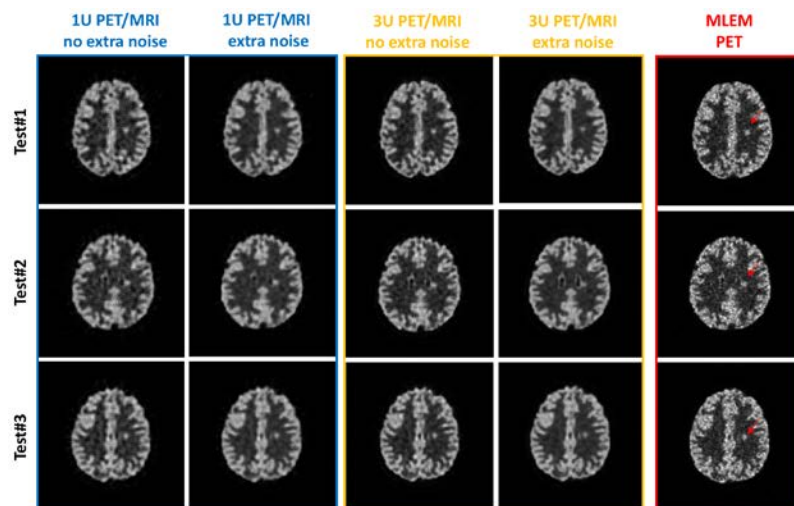 1U PET/MRI
no extra noise
1U PET/MRI
extra noise
3U PET/MRI
no extra noise
3U PET/MRI
extra noise
MLEM
PET
Test#1
Test#2
Test#3